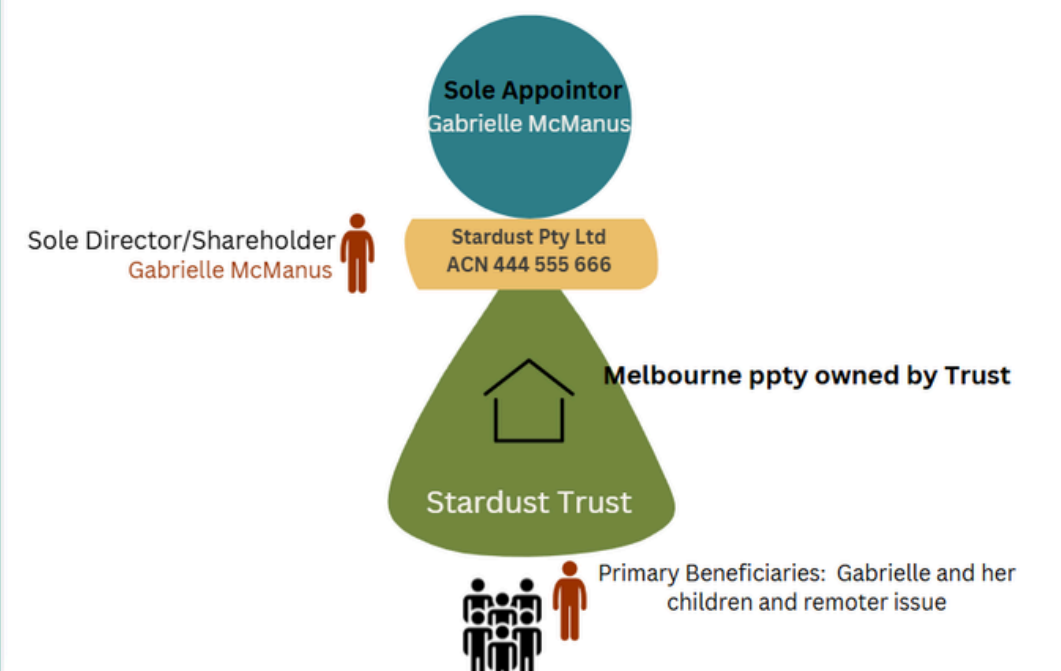 Sole Appointor
Gabrielle McManus
Sole Director/Shareholder
Gabrielle McManus
Stardust Pty Ltd
ACN 444 555 666
Melbourne ppty owned by Trust
Stardust Trust
Primary Beneficiaries: Gabrielle and her
children and remoter issue